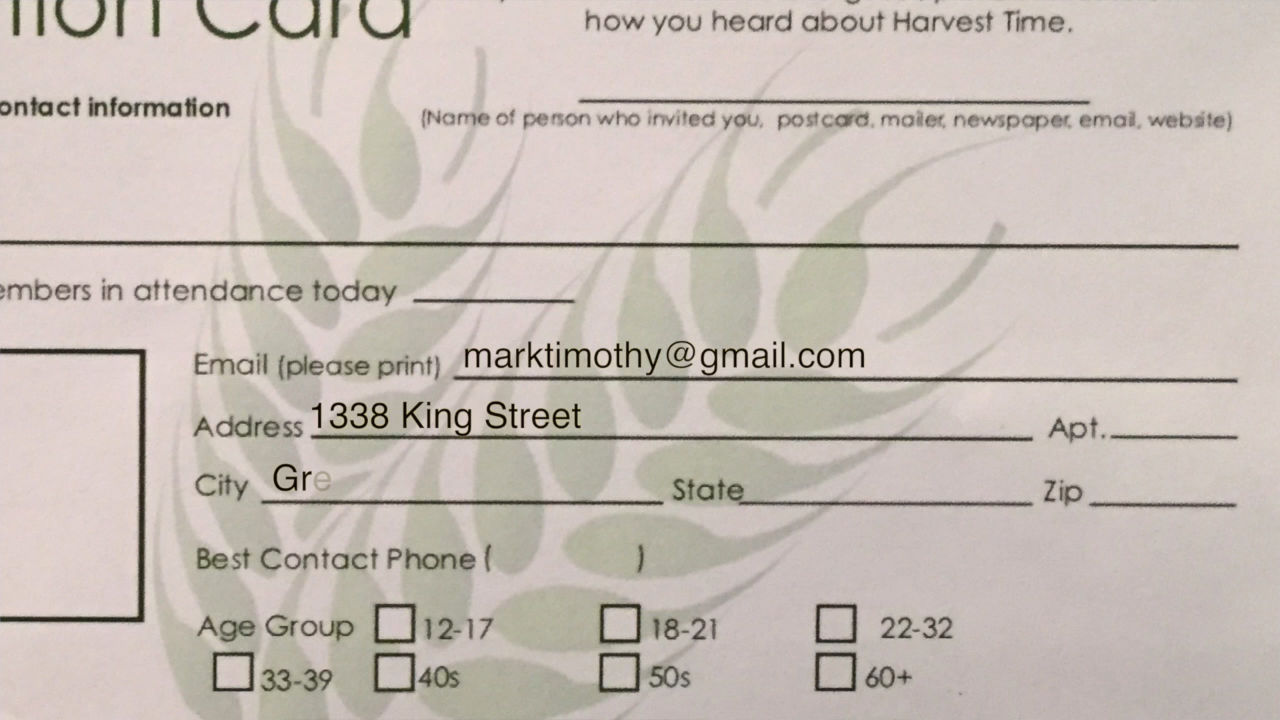 tion Card
how you heard about Harvest Time.
ontact information
(Name of person who invited you, postcard, mailer, newspaper, email, website)
embers in attendance today
Email (please print) marktimothy@gmail.com
Address 1338 King Street Apt.
City Gre State Zip
Best Contact Phone ( )
Age Group 12-17 18-21 22-32
33-39 40s 50s 60+